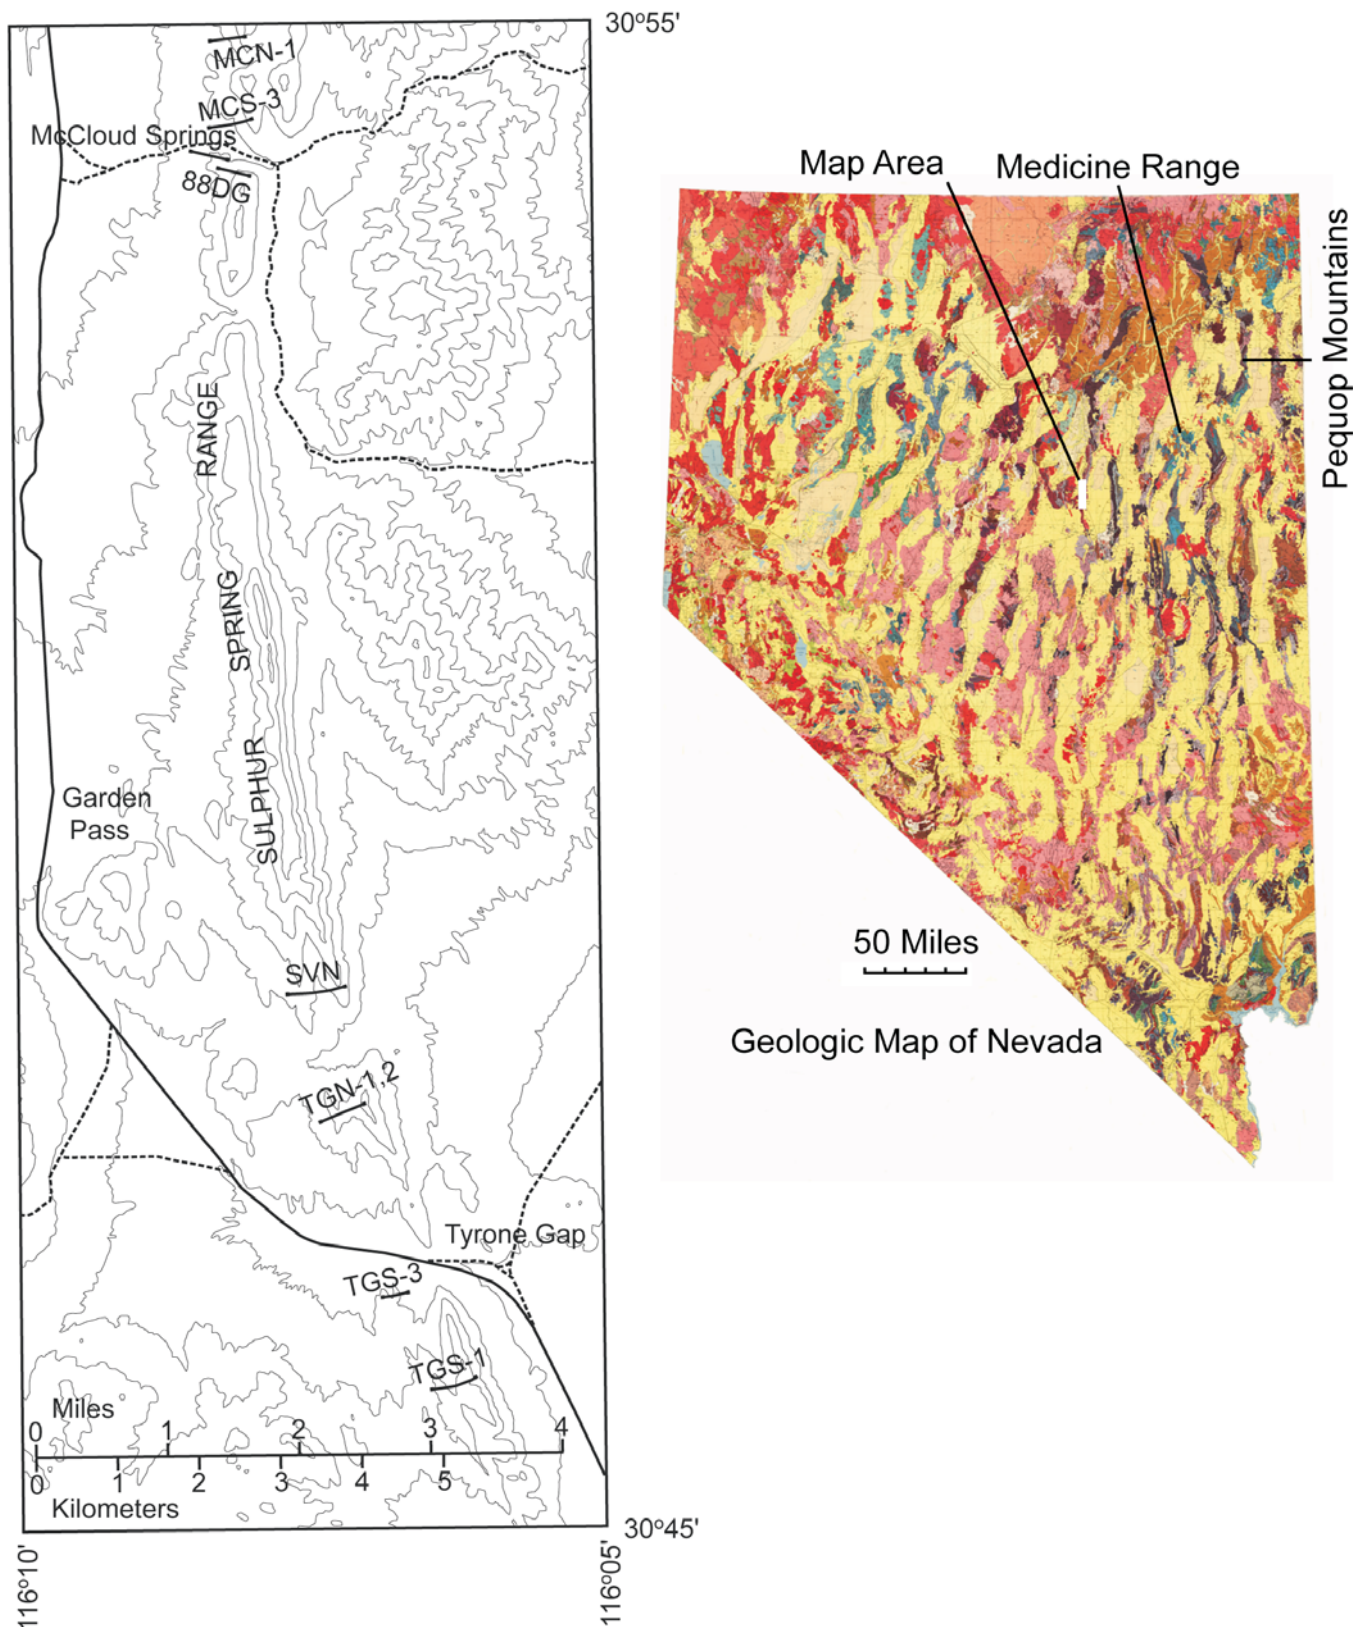 30º55'
MCN-1
MCS-3
McCloud Springs
88DG
RANGE
SPRING
SULPHUR
Garden
Pass
SVN
TGN-1,2
Tyrone Gap
TGS-3
TGS-1
Miles
0 1 2 3 4
0 1 2 3 4 5
Kilometers
30º45'
116º10'
116º05'
Map Area
Medicine Range
Pequop Mountains
50 Miles
Geologic Map of Nevada